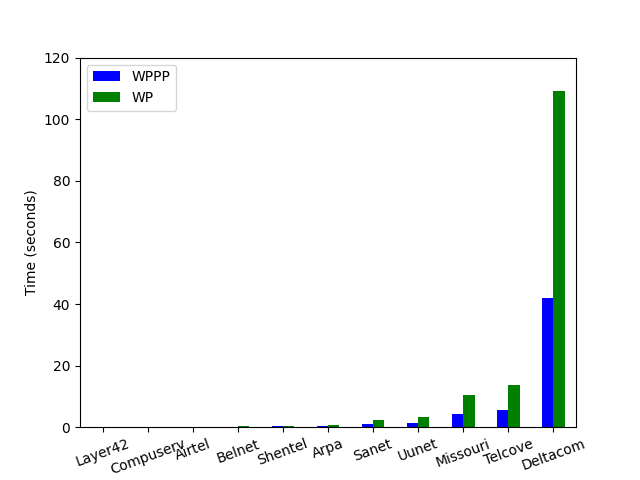 120
100
80
60
40
20
0
Time (seconds)
WPPP
WP
Layer42
Compuserv
Airtel
Belnet
Shentel
Arpa
Sanet
Uunet
Missouri
Telcove
Deltacom